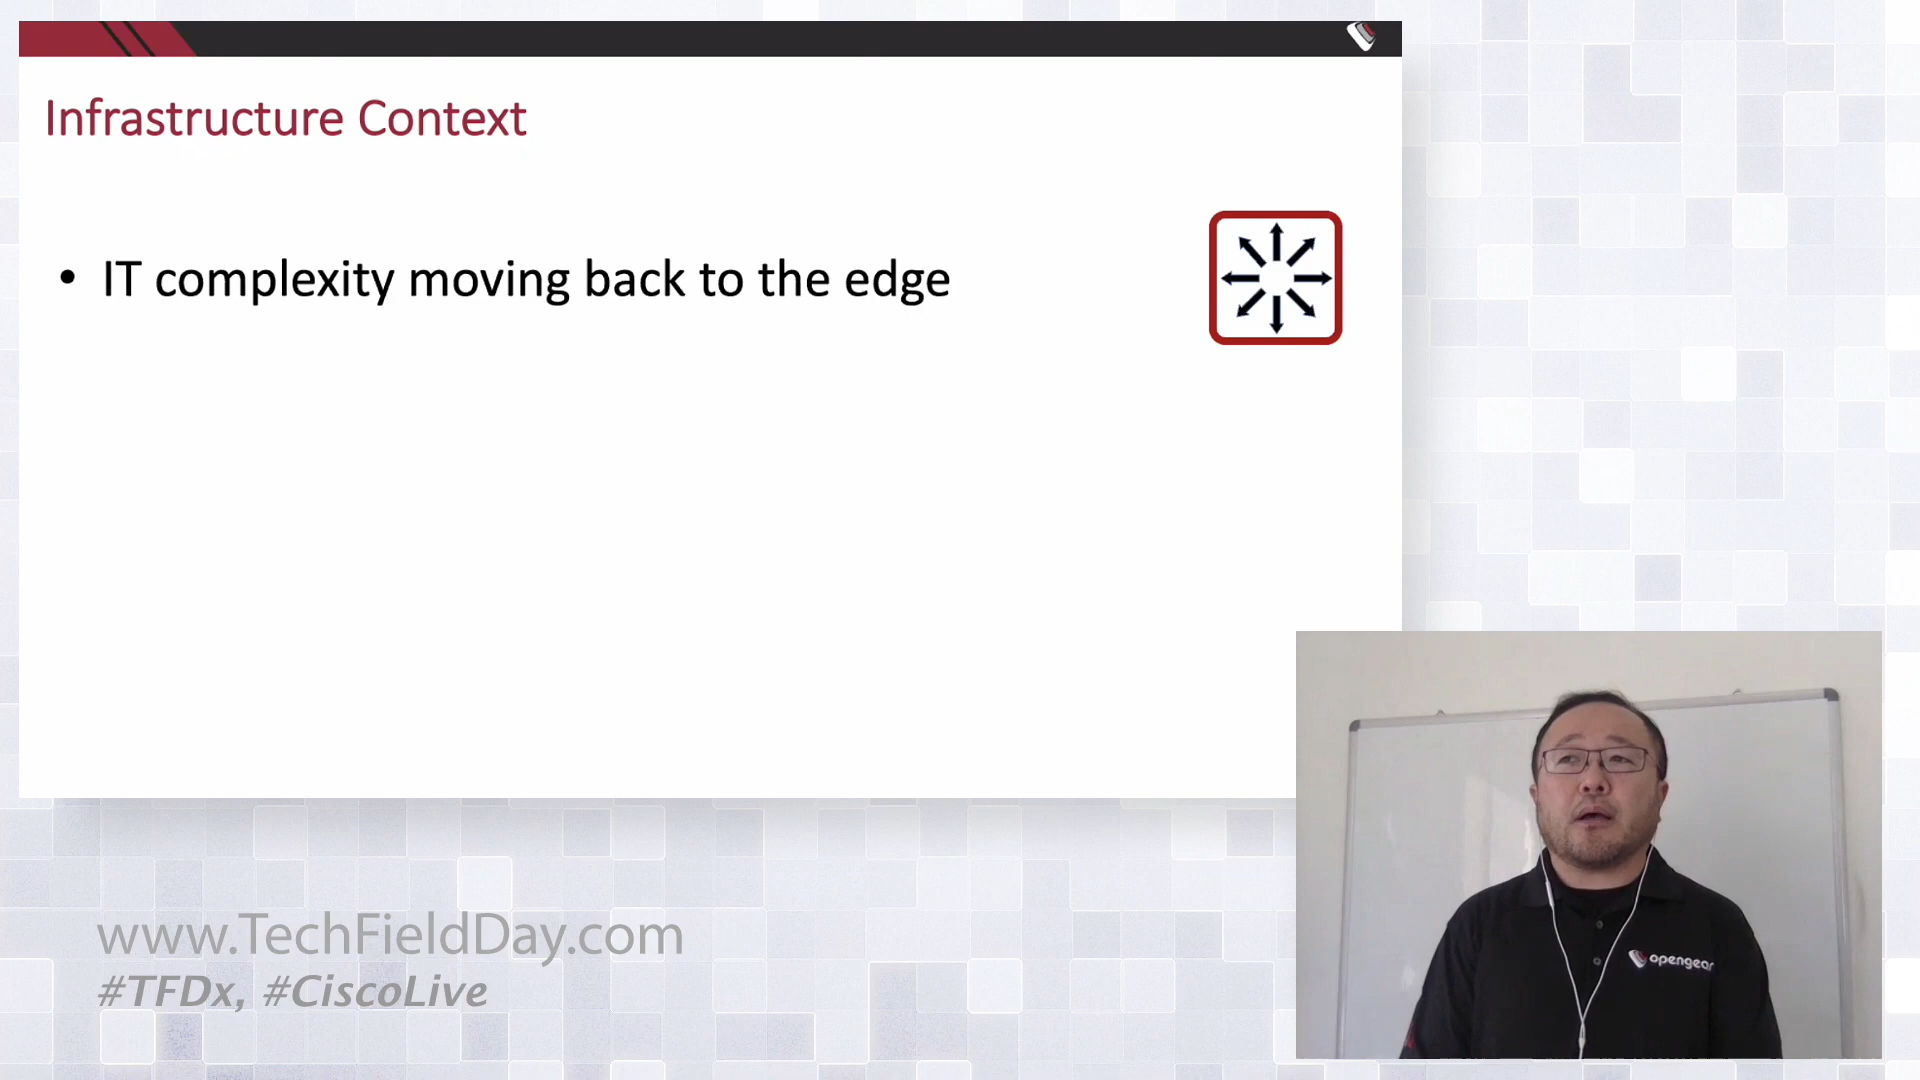 Infrastructure Context
• IT complexity moving back to the edge
opengear
www.TechFieldDay.com
#TFDx, #CiscoLive